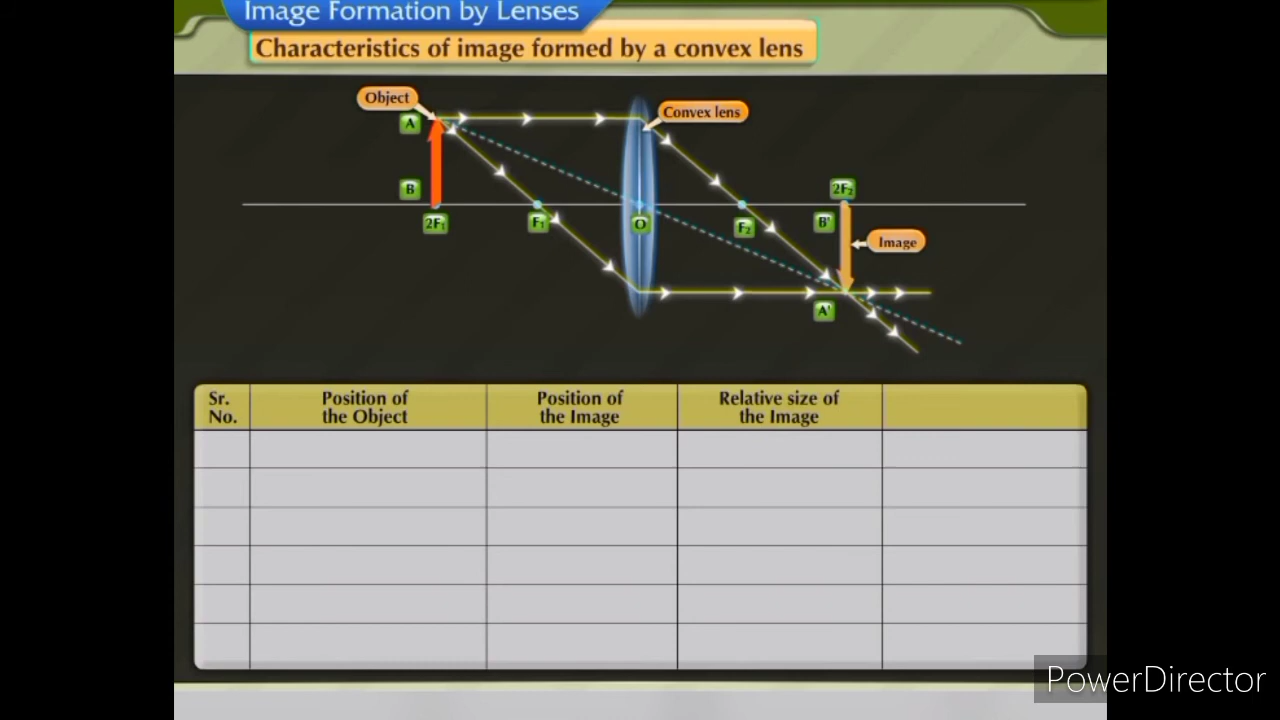 Image Formation by Lenses
Characteristics of image formed by a convex lens
Object
A
Convex lens
B
2F₂
2F₁
F₁
O
F₂
B'
Image
A'
Sr. No.
Position of the Object
Position of the Image
Relative size of the Image
PowerDirector